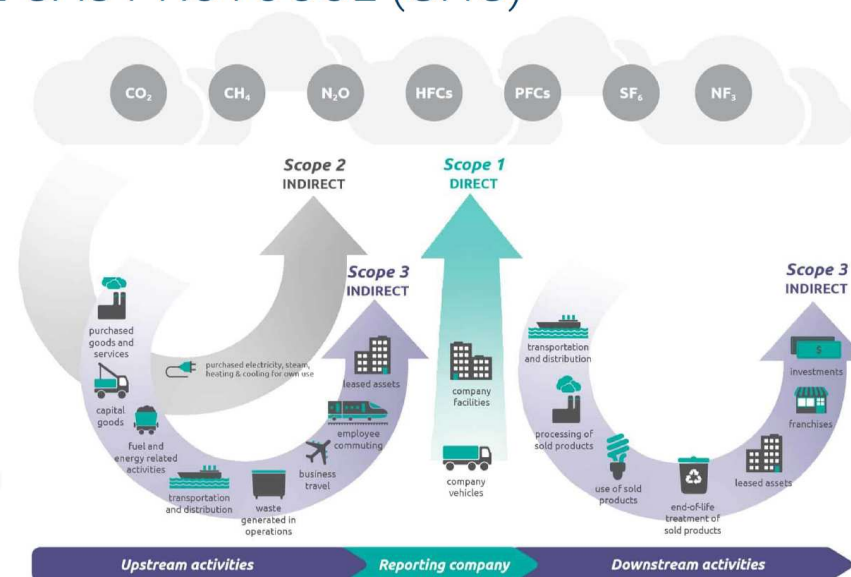 CO₂
CH₄
N₂O
HFCs
PFCs
SF₆
NF₃
Scope 2
INDIRECT
Scope 1
DIRECT
Scope 3
INDIRECT
Scope 3
INDIRECT
purchased
goods and
services
capital
goods
fuel and
energy related
activities
transportation
and distribution
waste
generated in
operations
business
travel
employee
commuting
leased assets
purchased electricity, steam,
heating & cooling for own use
company
facilities
company
vehicles
transportation
and distribution
processing of
sold products
use of sold
products
end-of-life
treatment of
sold products
leased assets
franchises
$
investments
Upstream activities
Reporting company
Downstream activities